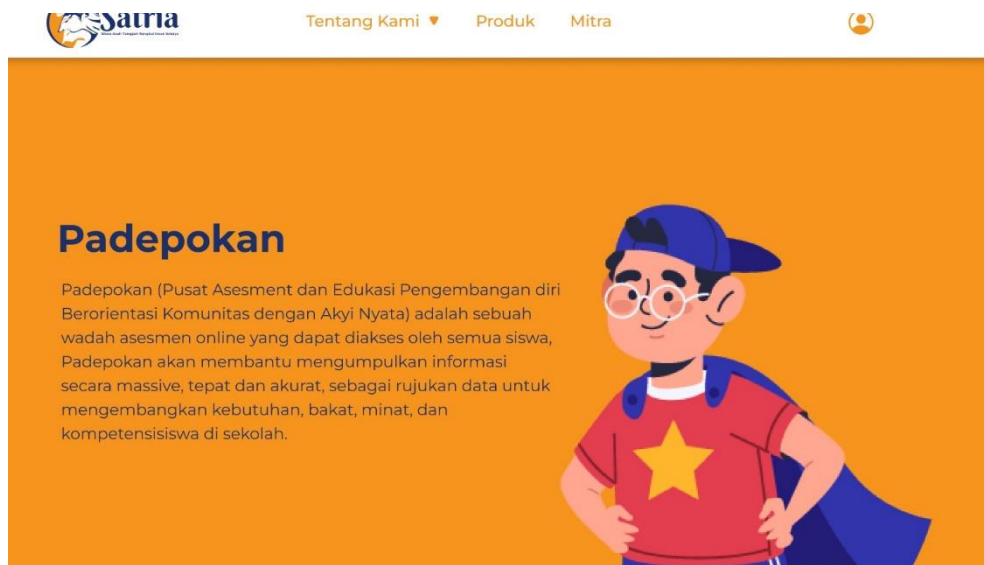 Satria
Tentang Kami ▼ Produk Mitra
Padepokan
Padepokan (Pusat Asesment dan Edukasi Pengembangan diri
Berorientasi Komunitas dengan Akyi Nyata) adalah sebuah
wadah asesmen online yang dapat diakses oleh semua siswa,
Padepokan akan membantu mengumpulkan informasi
secara massive, tepat dan akurat, sebagai rujukan data untuk
mengembangkan kebutuhan, bakat, minat, dan
kompetensisiswa di sekolah.